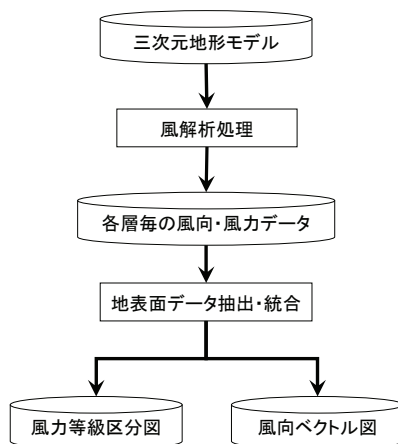 三次元地形モデル
風解析処理
各層毎の風向・風力データ
地表面データ抽出・統合
風力等級区分図
風向ベクトル図